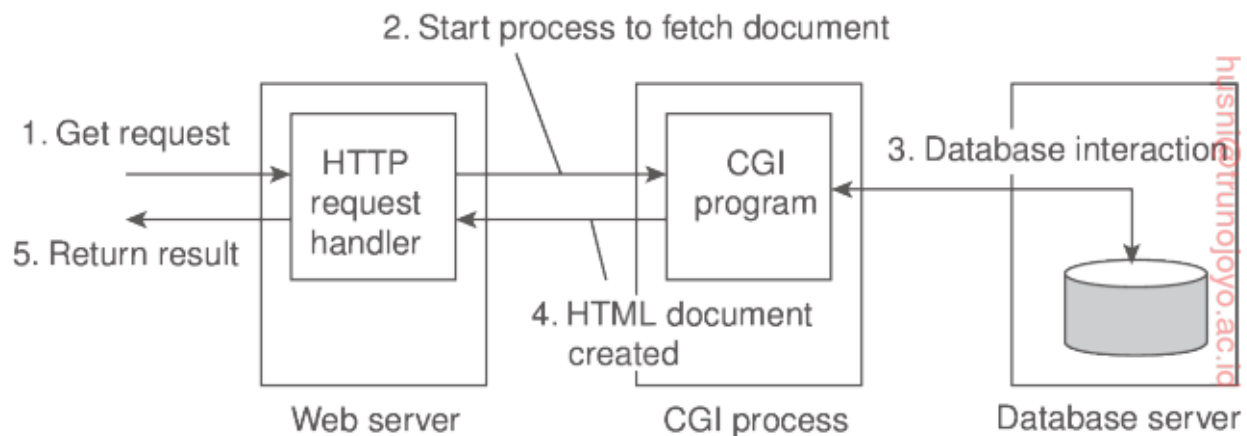 2. Start process to fetch document
1. Get request
HTTP
request
handler
CGI
program
3. Database interaction
5. Return result
4. HTML document
created
Web server
CGI process
Database server
husni@trunojoyo.ac.id